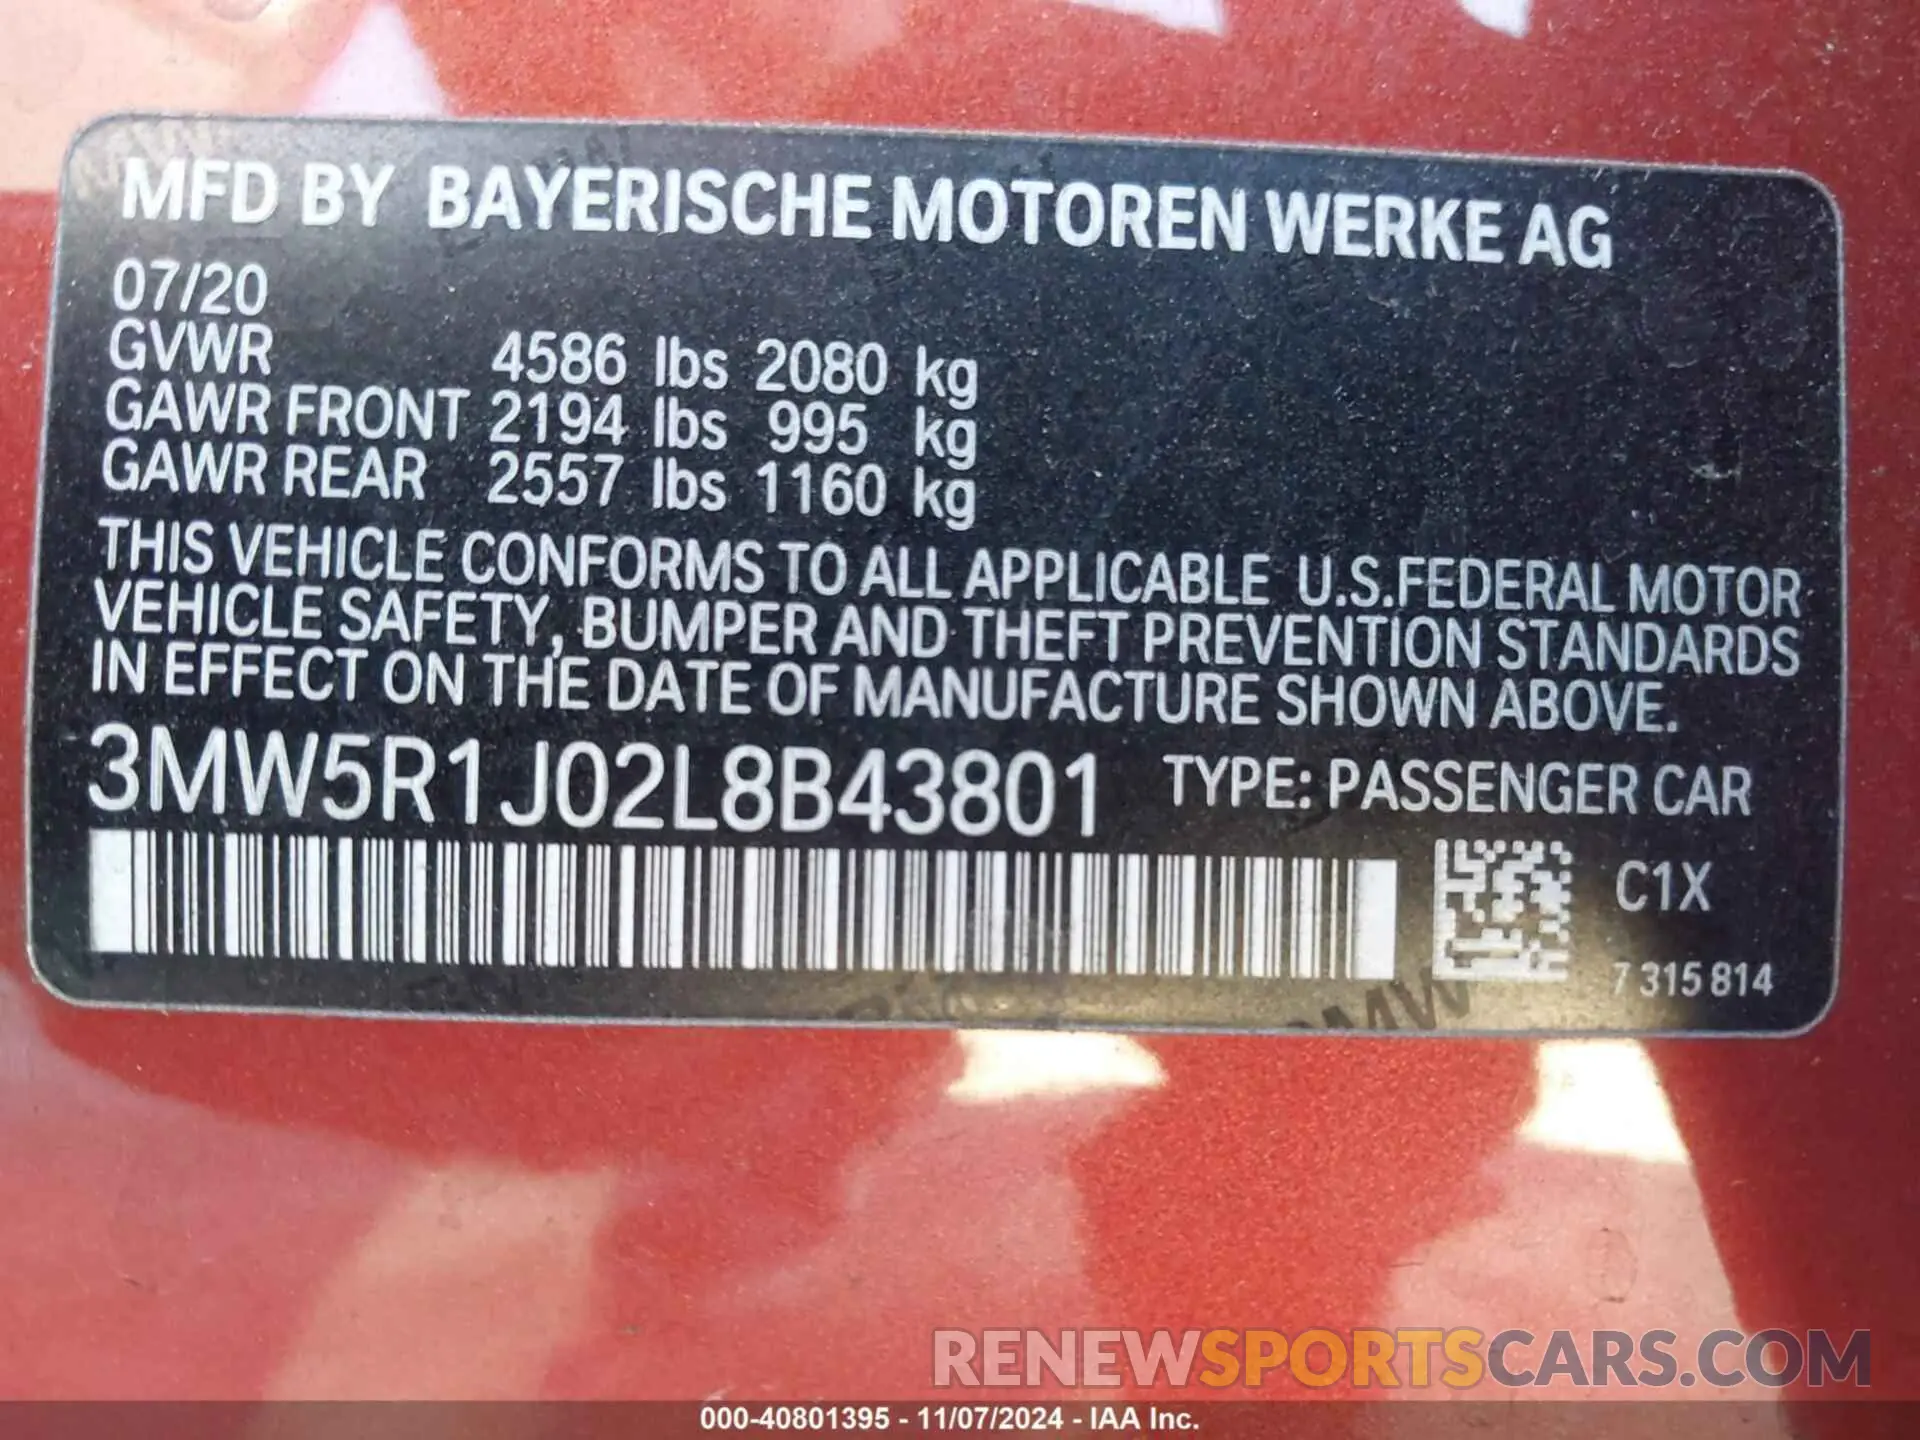 MFD BY BAYERISCHE MOTOREN WERKE AG
07/20
GVWR 4586 lbs 2080 kg
GAWR FRONT 2194 lbs 995 kg
GAWR REAR 2557 lbs 1160 kg
THIS VEHICLE CONFORMS TO ALL APPLICABLE U.S.FEDERAL MOTOR
VEHICLE SAFETY, BUMPER AND THEFT PREVENTION STANDARDS
IN EFFECT ON THE DATE OF MANUFACTURE SHOWN ABOVE.
3MW5R1J02L8B43801 TYPE: PASSENGER CAR
C1X
7 315 814
RENEWSPORTSCARS.COM
000-40801395 - 11/07/2024 - IAA Inc.